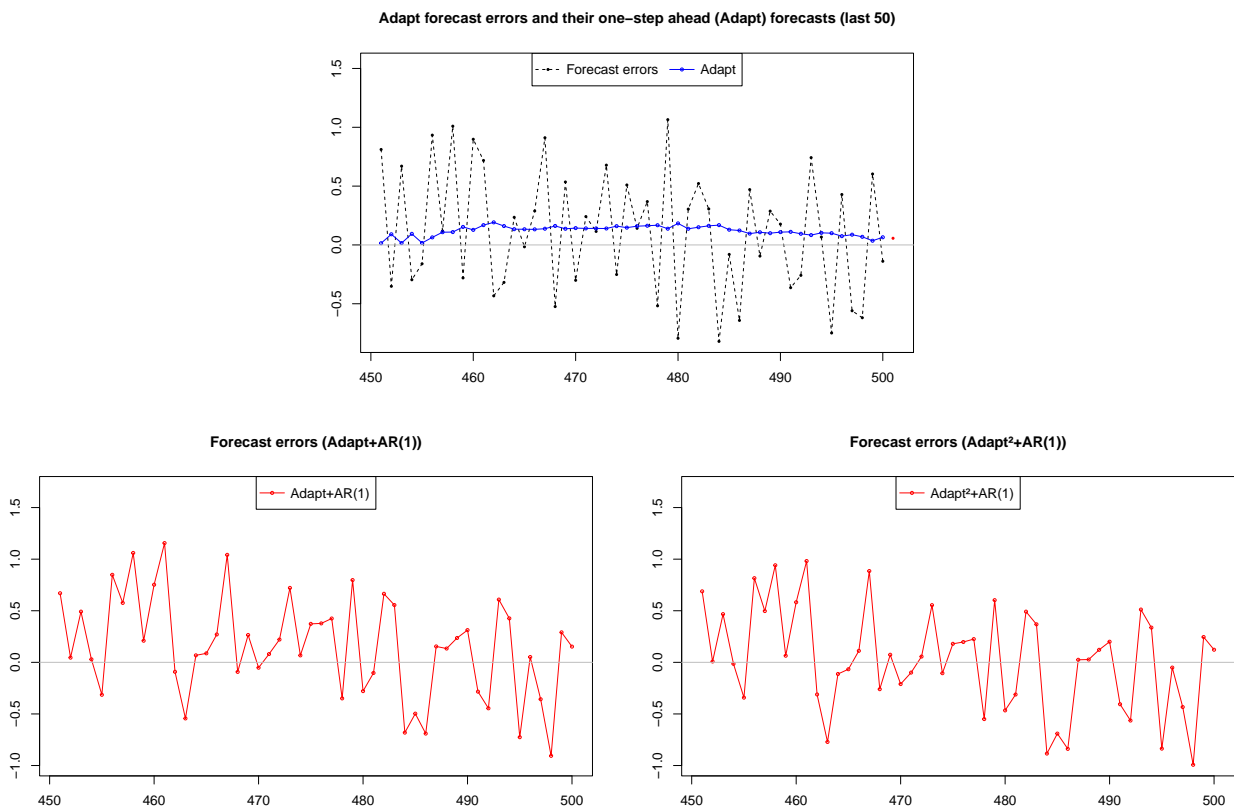 Adapt forecast errors and their one−step ahead (Adapt) forecasts (last 50)
Forecast errors Adapt
1.5
1.0
0.5
0.0
−0.5
450 460 470 480 490 500
Forecast errors (Adapt+AR(1))
Adapt+AR(1)
1.5
1.0
0.5
0.0
−0.5
−1.0
450 460 470 480 490 500
Forecast errors (Adapt²+AR(1))
Adapt²+AR(1)
1.5
1.0
0.5
0.0
−0.5
−1.0
450 460 470 480 490 500